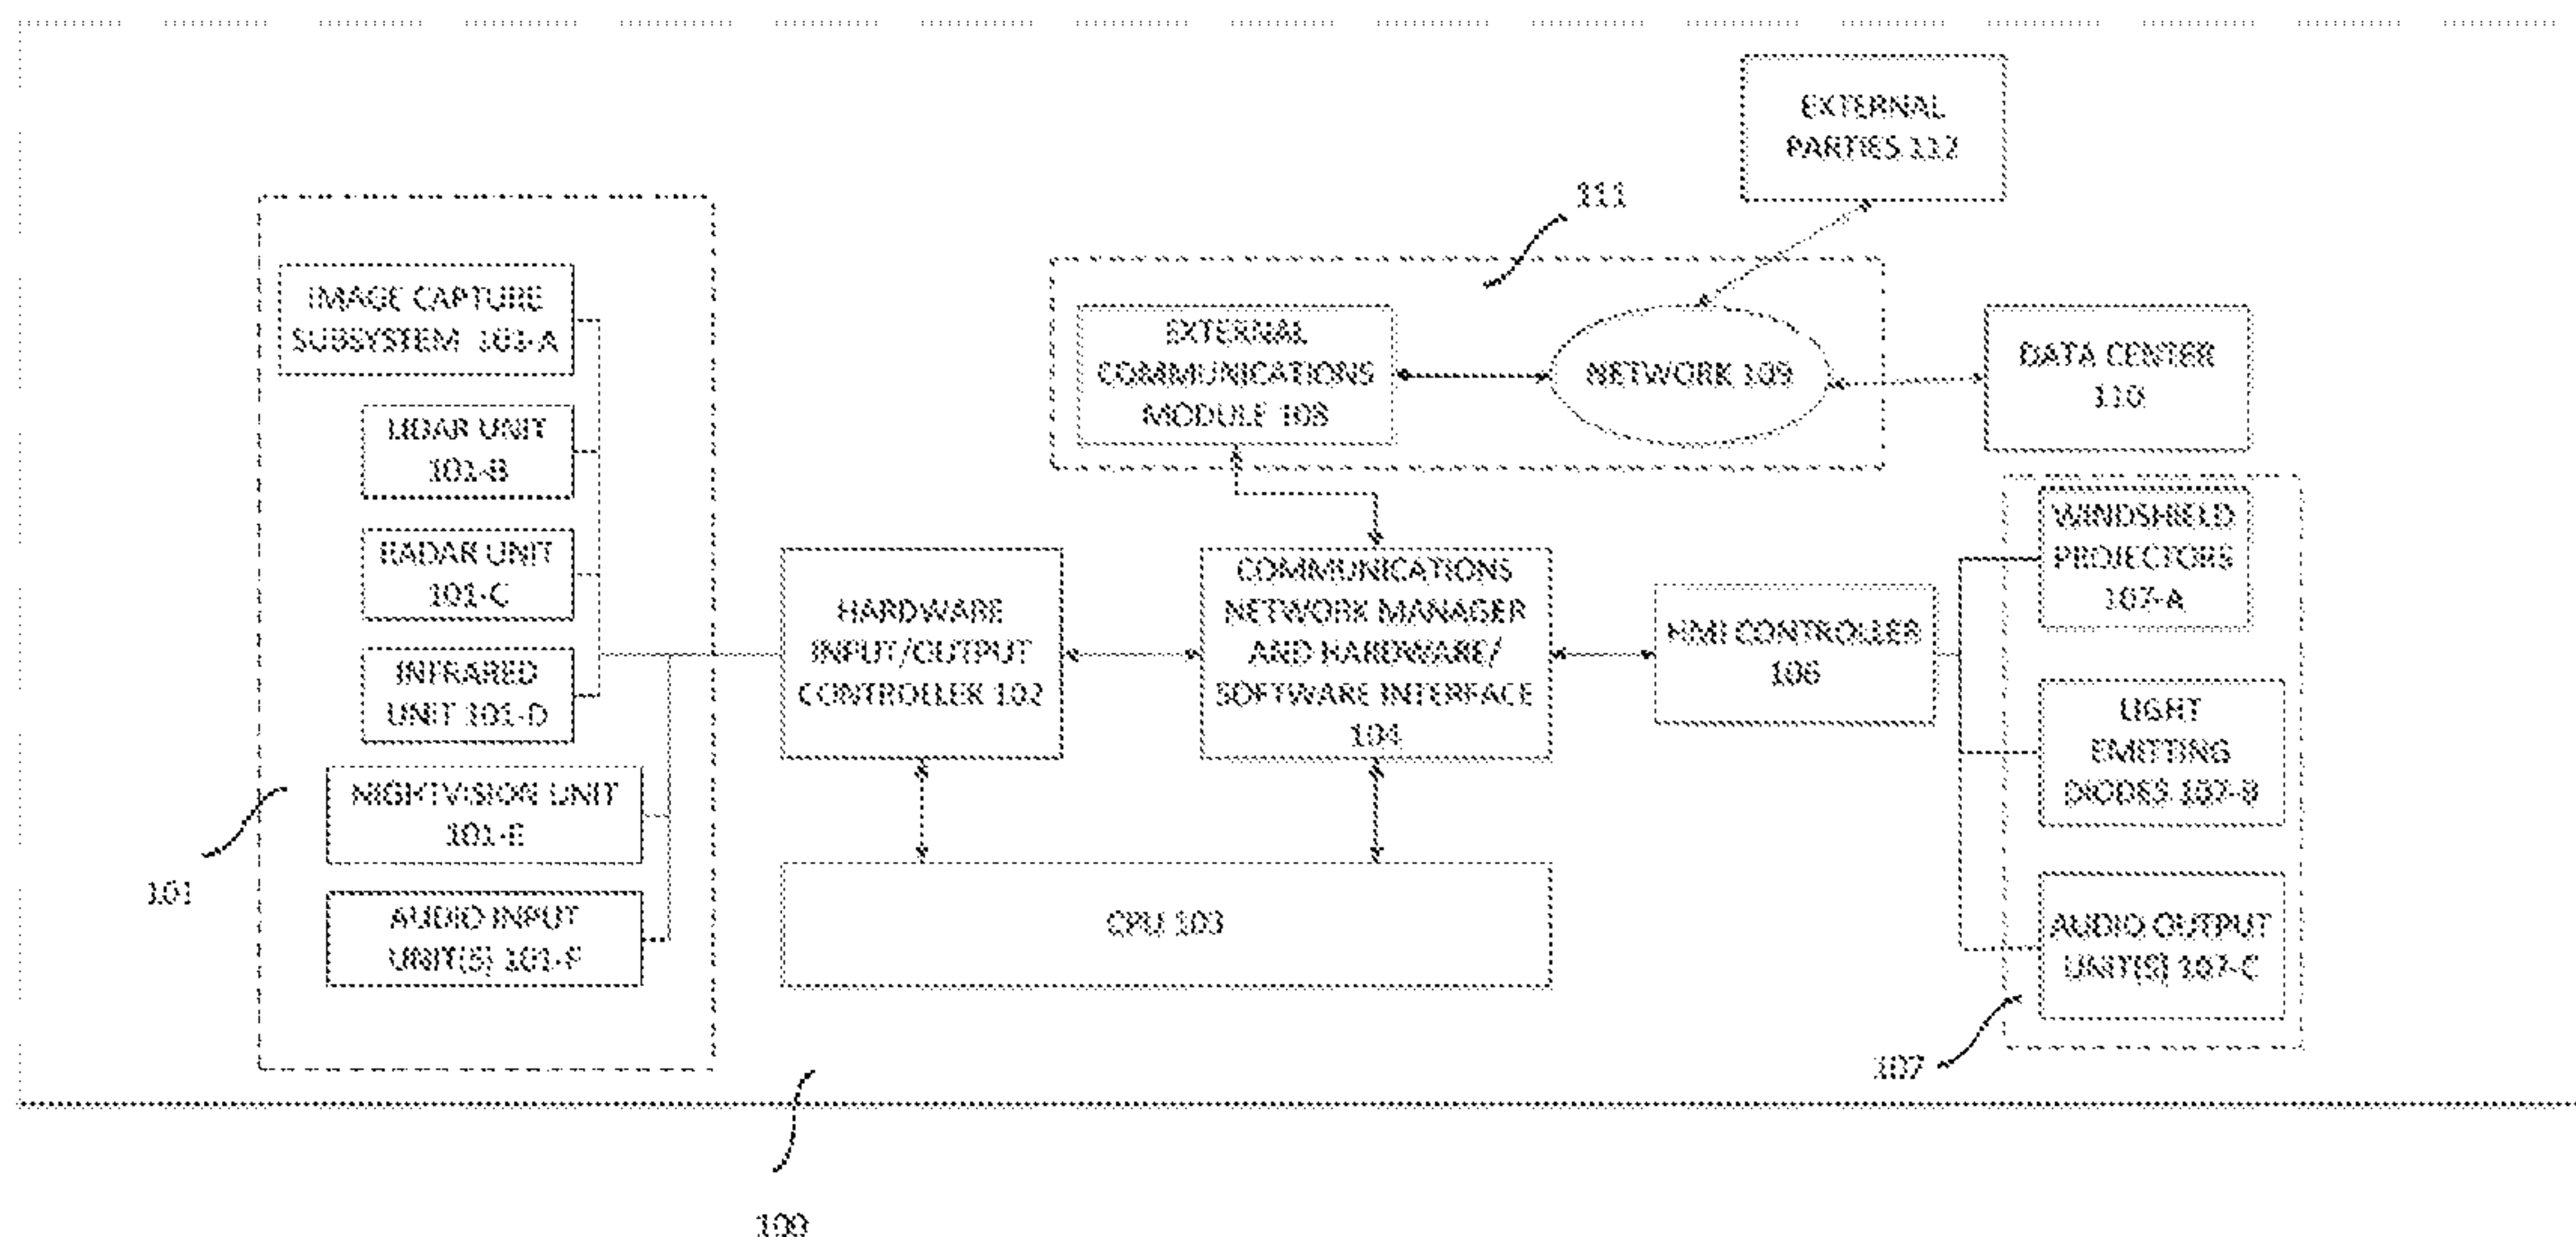 EXTERNAL
PARTIES 112
111
IMAGE CAPTURE
SUBSYSTEM 101-A
LIDAR UNIT
101-B
RADAR UNIT
101-C
INFRARED
UNIT 101-D
NIGHTVISION UNIT
101-E
AUDIO INPUT
UNIT(S) 101-F
101
EXTERNAL
COMMUNICATIONS
MODULE 108
NETWORK 109
DATA CENTER
110
HARDWARE
INPUT/OUTPUT
CONTROLLER 102
COMMUNICATIONS
NETWORK MANAGER
AND HARDWARE/
SOFTWARE INTERFACE
104
HMI CONTROLLER
106
WINDSHIELD
PROJECTORS
107-A
LIGHT
EMITTING
DIODES 107-B
AUDIO OUTPUT
UNIT(S) 107-C
107
CPU 103
100